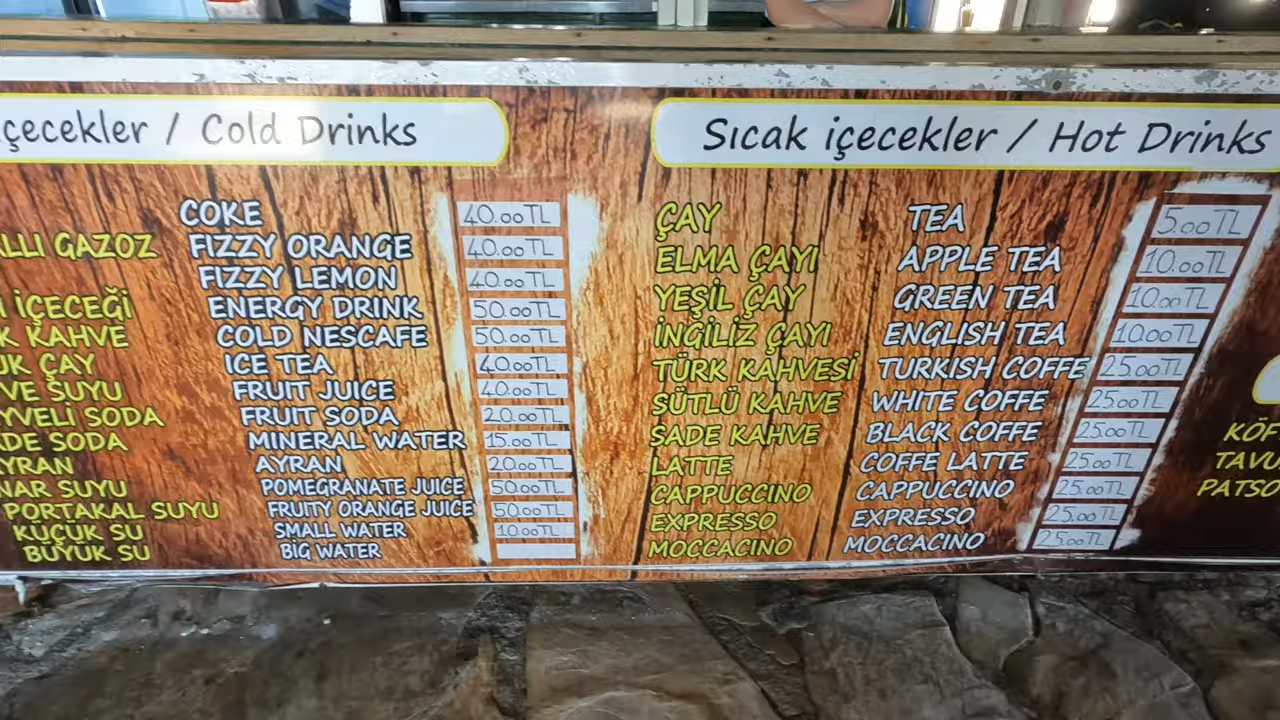 çecekler / Cold Drinks
COKE 40.00TL
LLI GAZOZ FIZZY ORANGE 40.00TL
FIZZY LEMON 40.00TL
İÇECEĞİ ENERGY DRINK 50.00TL
K KAHVE COLD NESCAFE 50.00TL
UK ÇAY ICE TEA 40.00TL
VE SUYU FRUIT JUICE 40.00TL
YVELİ SODA FRUIT SODA 20.00TL
DE SODA MINERAL WATER 15.00TL
YRAN AYRAN 20.00TL
NAR SUYU POMEGRANATE JUICE 50.00TL
PORTAKAL SUYU FRUITY ORANGE JUICE 50.00TL
KÜÇÜK SU SMALL WATER 10.00TL
BÜYÜK SU BİG WATER
Sıcak içecekler / Hot Drinks
ÇAY TEA 5.00TL
ELMA ÇAYI APPLE TEA 10.00TL
YEŞİL ÇAY GREEN TEA 10.00TL
İNGİLİZ ÇAYI ENGLISH TEA 10.00TL
TÜRK KAHVESİ TURKISH COFFE 25.00TL
SÜTLÜ KAHVE WHITE COFFE 25.00TL
SADE KAHVE BLACK COFFE 25.00TL
LATTE COFFE LATTE 25.00TL
CAPPUCCINO CAPPUCCINO 25.00TL
EXPRESSO EXPRESSO 25.00TL
MOCCACINO MOCCACINO 25.00TL
KÖF
TAVU
PATSO